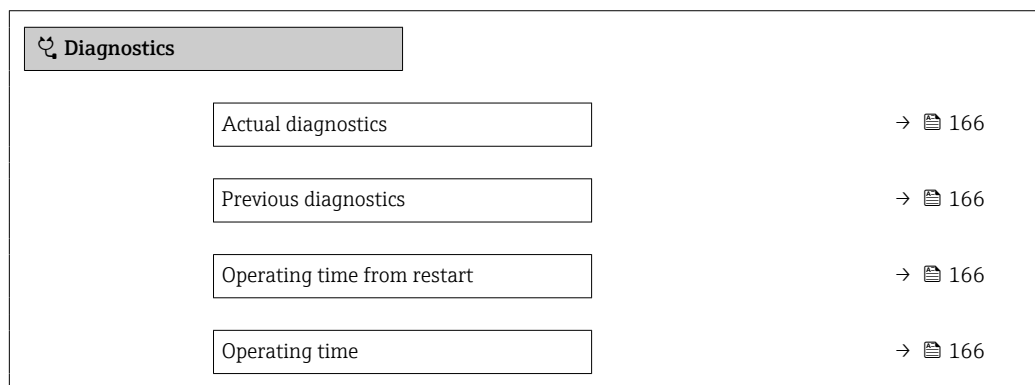 Diagnostics
Actual diagnostics → 166
Previous diagnostics → 166
Operating time from restart → 166
Operating time → 166